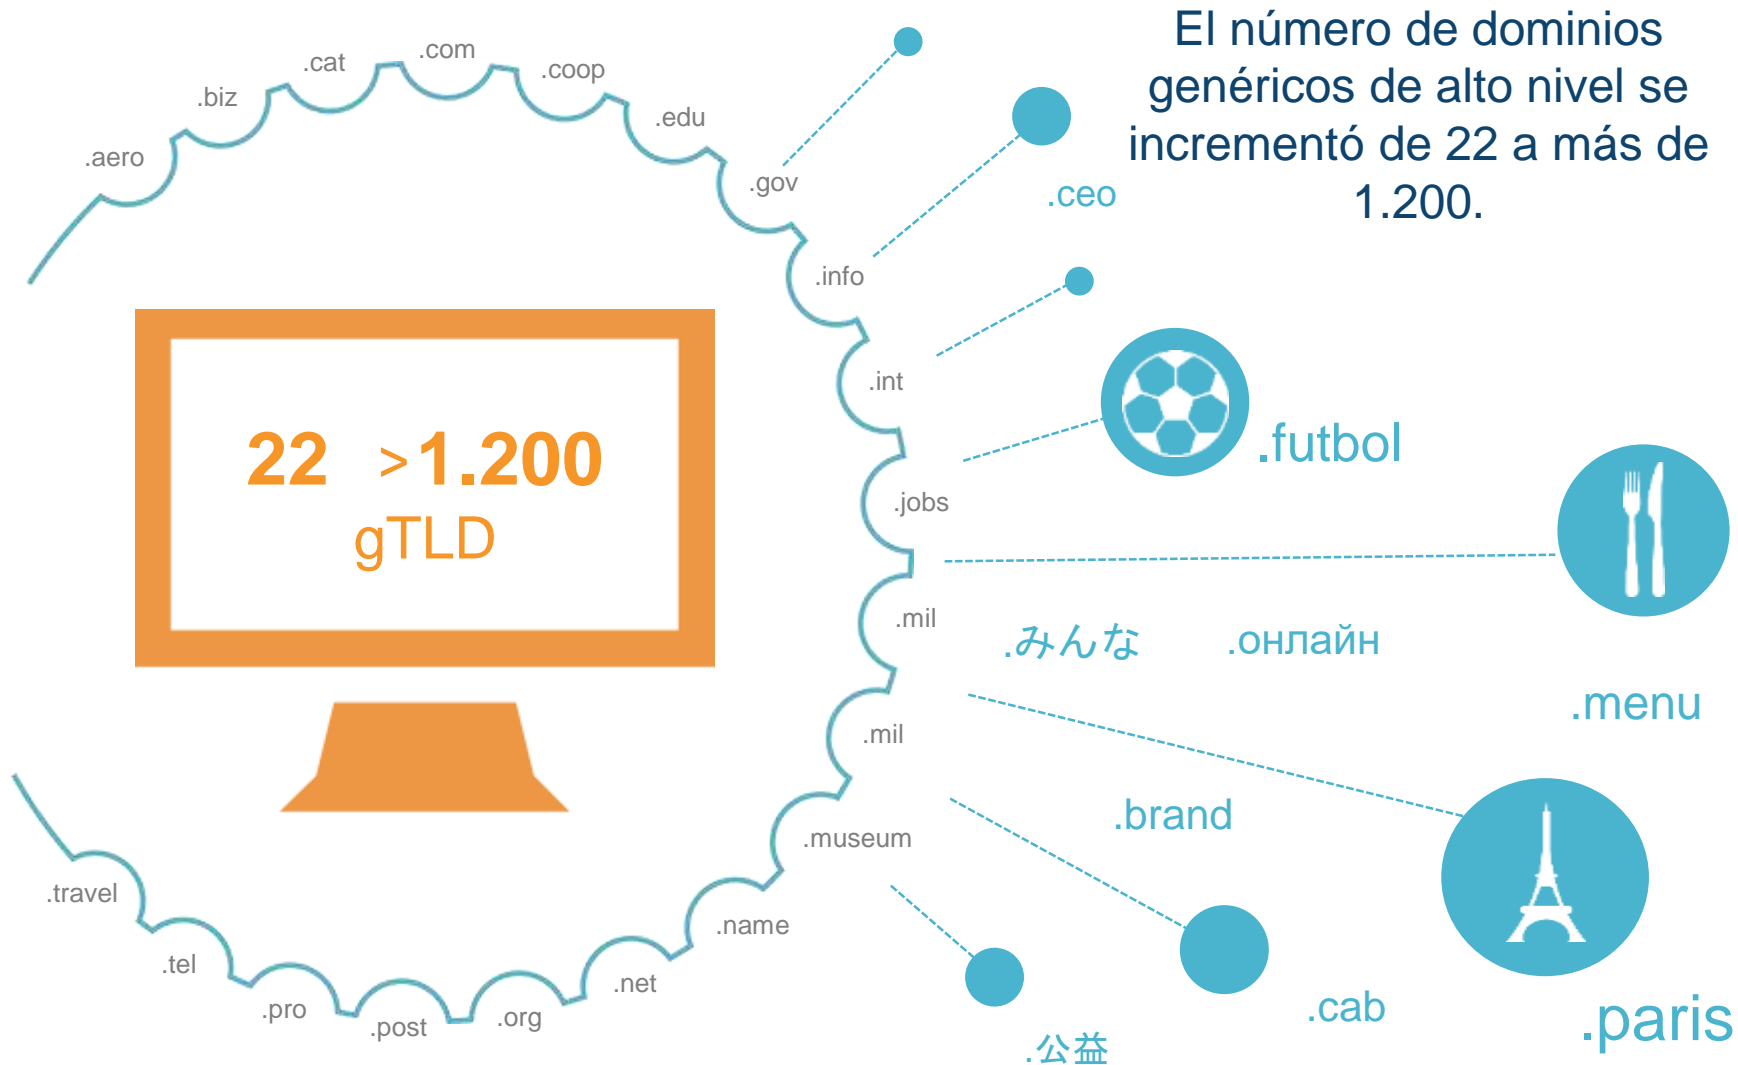 El número de dominios
genéricos de alto nivel se
incrementó de 22 a más de
1.200.
.aero
.biz
.cat
.com
.coop
.edu
.gov
.info
.int
.jobs
.mil
.mil
.museum
.name
.net
.org
.post
.pro
.tel
.travel
22 >1.200
gTLD
.ceo
.futbol
.menu
.みんな
.онлайн
.brand
.paris
.cab
.公益